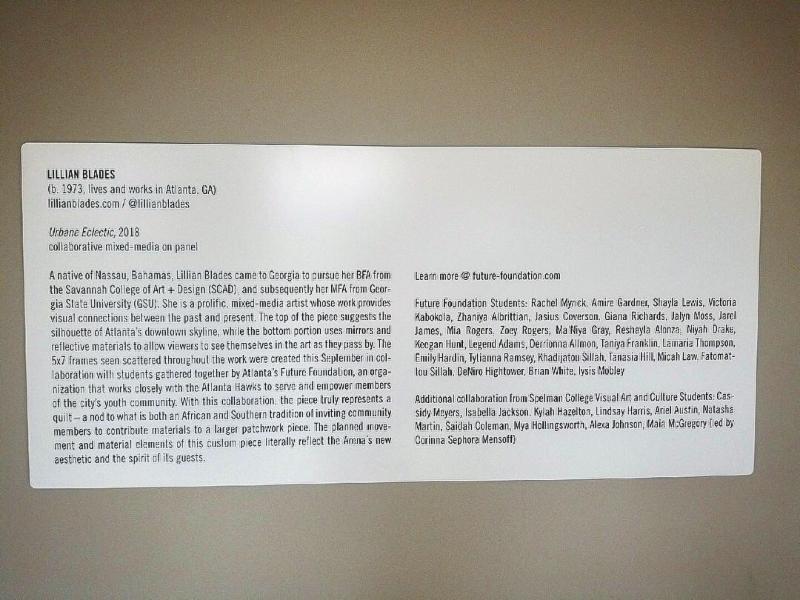 LILLIAN BLADES
(b. 1973, lives and works in Atlanta, GA)
lillianblades.com / @lillianblades
Urbane Eclectic, 2018
collaborative mixed-media on panel
A native of Nassau, Bahamas, Lillian Blades came to Georgia to pursue her BFA from
the Savannah College of Art + Design (SCAD), and subsequently her MFA from Geor-
gia State University (GSU). She is a prolific, mixed-media artist whose work provides
visual connections between the past and present. The top of the piece suggests the
silhouette of Atlanta's downtown skyline, while the bottom portion uses mirrors and
reflective materials to allow viewers to see themselves in the art as they pass by. The
5x7 frames seen scattered throughout the work were created this September in col-
laboration with students gathered together by Atlanta's Future Foundation, an orga-
nization that works closely with the Atlanta Hawks to serve and empower members
of the city's youth community. With this collaboration, the piece truly represents a
quilt – a nod to what is both an African and Southern tradition of inviting community
members to contribute materials to a larger patchwork piece. The planned move-
ment and material elements of this custom piece literally reflect the Arena's new
aesthetic and the spirit of its guests.
Learn more @ future-foundation.com
Future Foundation Students: Rachel Myrick, Amire Gardner, Shayla Lewis, Victoria
Kabokola, Zhaniya Albrittian, Jasius Coverson, Giana Richards, Jalyn Moss, Jarel
James, Mia Rogers, Zoey Rogers, Ma'Niya Gray, Reshayla Alonza, Niyah Drake,
Keegan Hunt, Legend Adams, Derrionna Allmon, Taniya Franklin, Lamaria Thompson,
Emily Hardin, Tylianna Ramsey, Khadijatou Sillah, Tanasia Hill, Micah Law, Fatomat-
tou Sillah, DeNiro Hightower, Brian White, Iysis Mobley
Additional collaboration from Spelman College Visual Art and Culture Students: Cas-
sidy Meyers, Isabella Jackson, Kylah Hazelton, Lindsay Harris, Ariel Austin, Natasha
Martin, Saidah Coleman, Mya Hollingsworth, Alexa Johnson, Maia McGregory (led by
Corinna Sephora Mensoff)